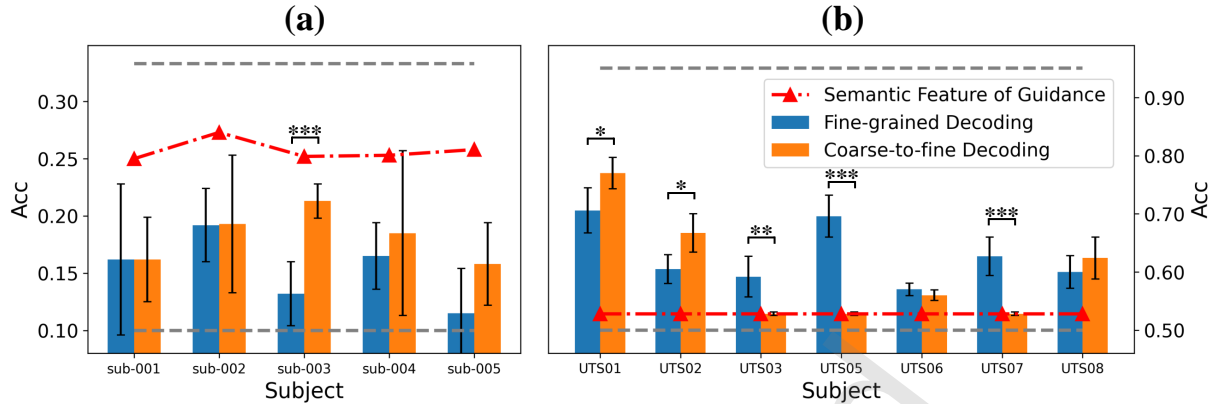 (a)
(b)
Acc
0.30
0.25
0.20
0.15
0.10
***
sub-001 sub-002 sub-003 sub-004 sub-005
Subject
Semantic Feature of Guidance
Fine-grained Decoding
Coarse-to-fine Decoding
* * ** *** ***
UTS01 UTS02 UTS03 UTS05 UTS06 UTS07 UTS08
Subject
0.90
0.80
0.70
0.60
0.50
Acc